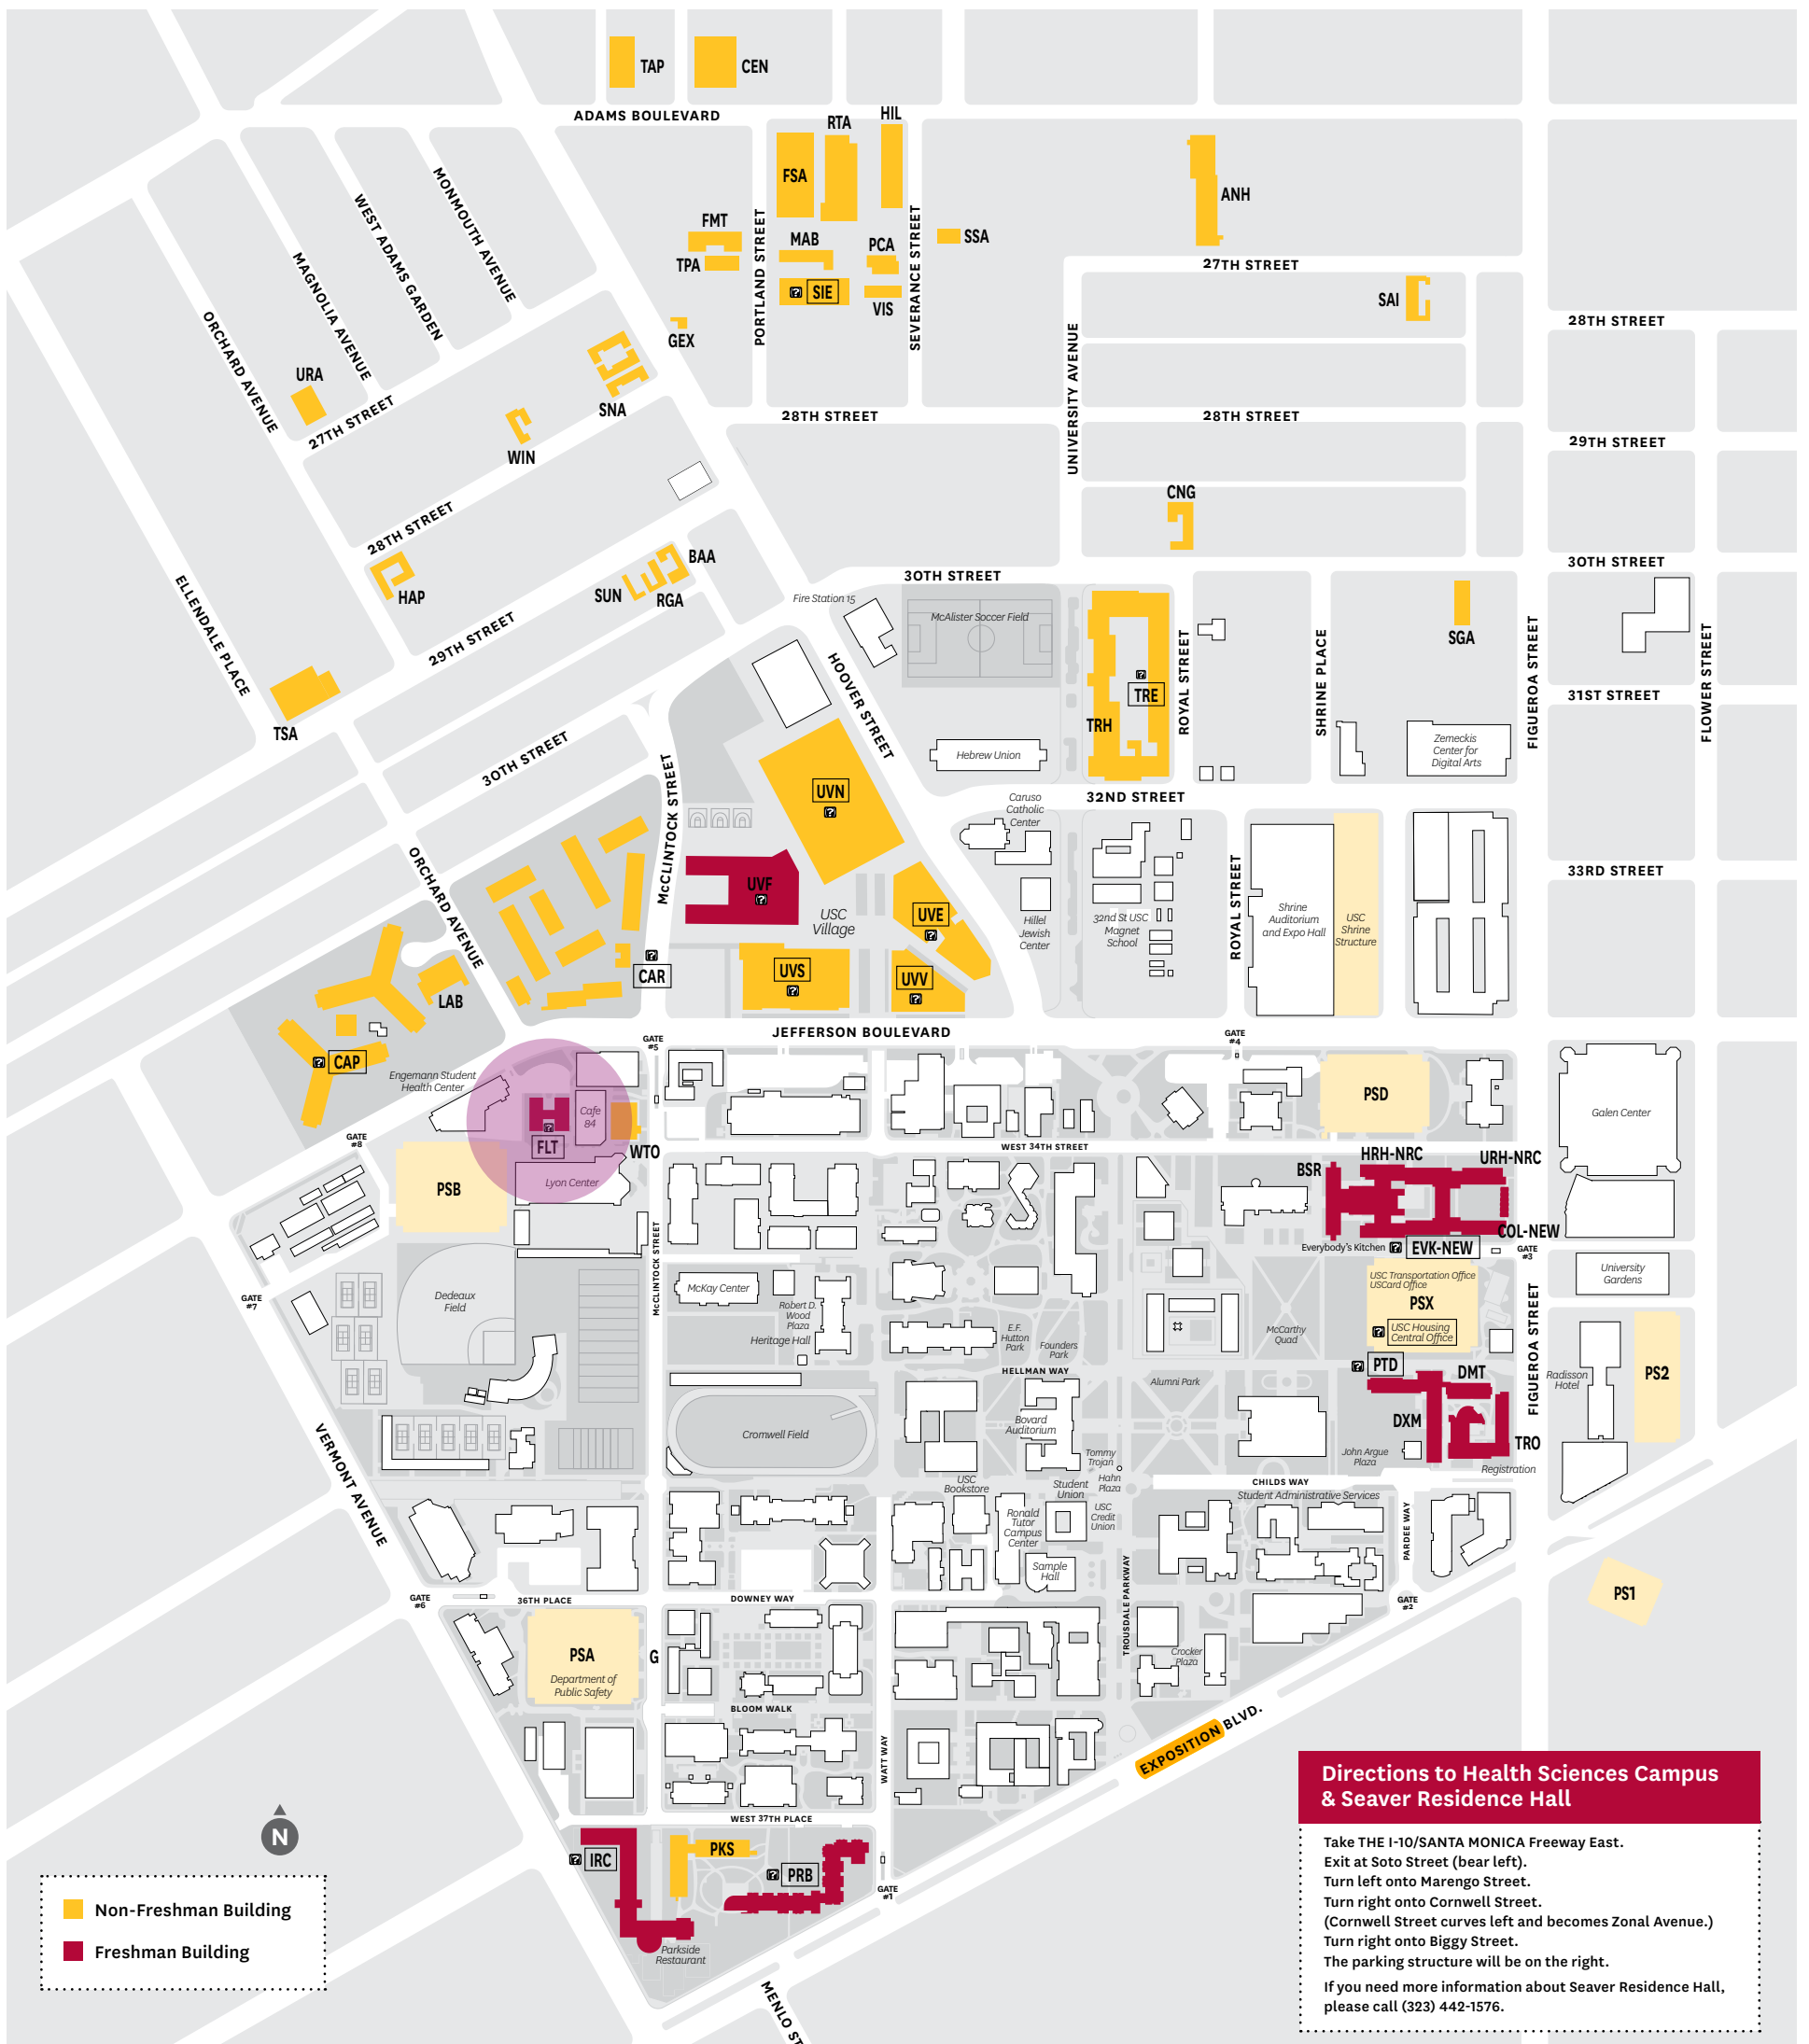 TAP
CEN
ADAMS BOULEVARD
HIL
RTA
FSA
ANH
MONMOUTH AVENUE
WEST ADAMS GARDEN
MAGNOLIA AVENUE
ORCHARD AVENUE
FMT
TPA
PORTLAND STREET
MAB
PCA
SEVERANCE STREET
SSA
27TH STREET
SIE
VIS
SAI
28TH STREET
GEX
UNIVERSITY AVENUE
URA
27TH STREET
SNA
WIN
28TH STREET
28TH STREET
29TH STREET
CNG
28TH STREET
HAP
BAA
SUN
RGA
30TH STREET
30TH STREET
Fire Station 15
McAlister Soccer Field
ELLENDALE PLACE
29TH STREET
SGA
HOOVER STREET
TRE
TRH
ROYAL STREET
SHRINE PLACE
FIGUEROA STREET
31ST STREET
FLOWER STREET
TSA
30TH STREET
McCLINTOCK STREET
Hebrew Union
Zemeckis
Center for
Digital Arts
UVN
32ND STREET
Caruso
Catholic
Center
ORCHARD AVENUE
UVF
USC
Village
UVE
Hillel
Jewish
Center
32nd St USC
Magnet
School
ROYAL STREET
Shrine
Auditorium
and Expo Hall
USC
Shrine
Structure
33RD STREET
CAR
UVS
UVV
LAB
JEFFERSON BOULEVARD
GATE
#5
GATE
#4
CAP
Engemann Student
Health Center
Cafe
84
FLT
WTO
Lyon Center
PSD
Galen Center
GATE
#8
PSB
WEST 34TH STREET
BSR
HRH-NRC
URH-NRC
COL-NEW
Everybody's Kitchen
EVK-NEW
GATE
#3
McCLINTOCK STREET
GATE
#7
Dedeaux
Field
McKay Center
Robert D.
Wood
Plaza
Heritage Hall
E.F.
Hutton
Park
Founders
Park
McCarthy
Quad
USC Transportation Office
USCard Office
PSX
USC Housing
Central Office
University
Gardens
FIGUEROA STREET
HELLMAN WAY
PTD
DMT
Alumni Park
Radisson
Hotel
PS2
VERMONT AVENUE
Cromwell Field
Bovard
Auditorium
DXM
TRO
John Argue
Plaza
Registration
Tommy
Trojan
Hahn
Plaza
USC
Bookstore
Student
Union
CHILDS WAY
Student Administrative Services
Ronald
Tutor
Campus
Center
USC
Credit
Union
Sample
Hall
PARDEE WAY
TROUSDALE PARKWAY
GATE
#6
36TH PLACE
DOWNEY WAY
GATE
#2
PS1
PSA
Department of
Public Safety
G
Crocker
Plaza
BLOOM WALK
WATT WAY
EXPOSITION BLVD.
WEST 37TH PLACE
IRC
PKS
PRB
GATE
#1
Parkside
Restaurant
MENLO ST
N
Non-Freshman Building
Freshman Building
Directions to Health Sciences Campus
& Seaver Residence Hall
Take THE I-10/SANTA MONICA Freeway East.
Exit at Soto Street (bear left).
Turn left onto Marengo Street.
Turn right onto Cornwell Street.
(Cornwell Street curves left and becomes Zonal Avenue.)
Turn right onto Biggy Street.
The parking structure will be on the right.
If you need more information about Seaver Residence Hall,
please call (323) 442-1576.